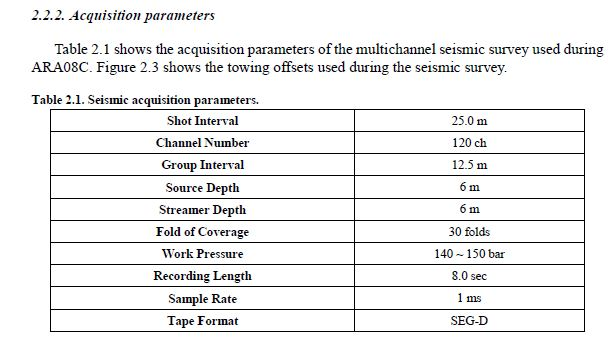 2.2.2. Acquisition parameters
Table 2.1 shows the acquisition parameters of the multichannel seismic survey used during
ARA08C. Figure 2.3 shows the towing offsets used during the seismic survey.
Table 2.1. Seismic acquisition parameters.
Shot Interval 25.0 m
Channel Number 120 ch
Group Interval 12.5 m
Source Depth 6 m
Streamer Depth 6 m
Fold of Coverage 30 folds
Work Pressure 140 ~ 150 bar
Recording Length 8.0 sec
Sample Rate 1 ms
Tape Format SEG-D